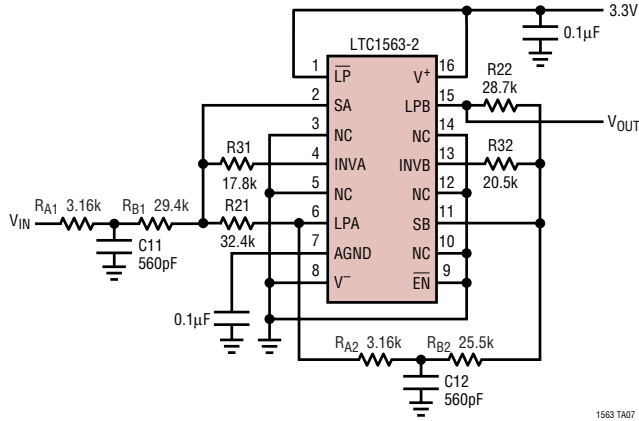 3.3V
0.1µF
LTC1563-2
1 LP V+ 16
2 SA LPB 15
3 NC NC 14
4 INVA INVB 13
5 NC NC 12
6 LPA SB 11
7 AGND NC 10
8 V− EN 9
R22
28.7k
VOUT
R31
17.8k
R32
20.5k
VIN
RA1 3.16k
RB1 29.4k
R21
32.4k
C11
560pF
0.1µF
RA2 3.16k
RB2 25.5k
C12
560pF
1563 TA07